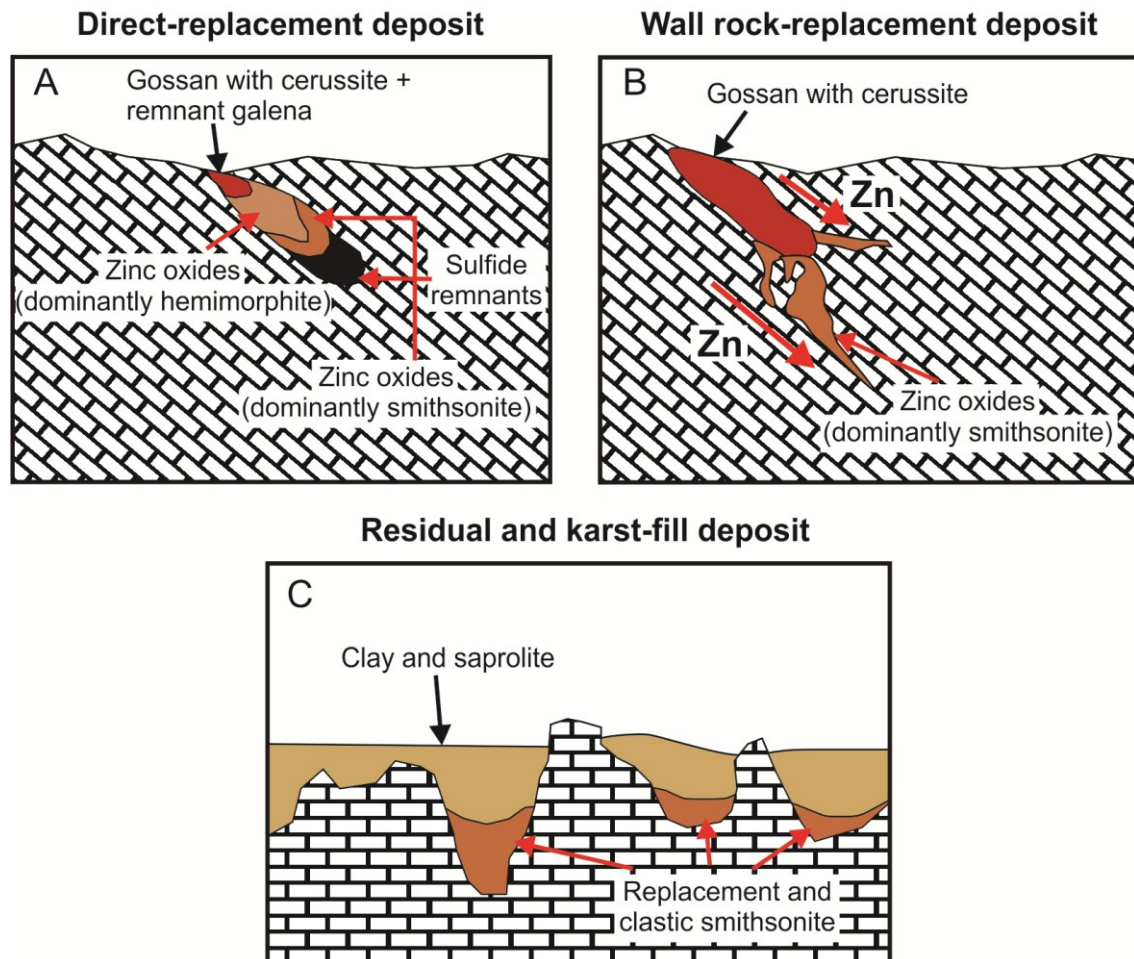 Direct-replacement deposit
A
Gossan with cerussite +
remnant galena
Zinc oxides
(dominantly hemimorphite)
Sulfide
remnants
Zinc oxides
(dominantly smithsonite)
Wall rock-replacement deposit
B
Gossan with cerussite
Zn
Zn
Zinc oxides
(dominantly smithsonite)
Residual and karst-fill deposit
C
Clay and saprolite
Replacement and
clastic smithsonite